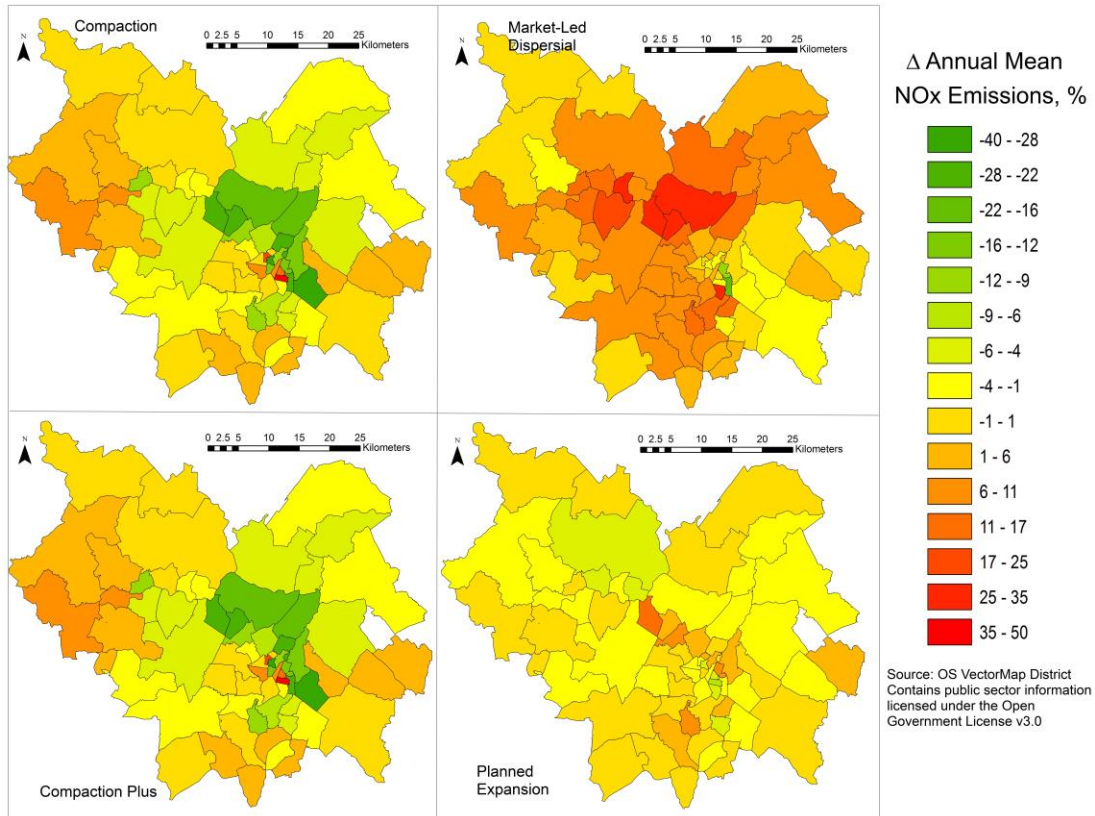 Compaction
N
0 2.5 5 10 15 20 25
Kilometers
Market-Led
Dispersial
N
0 2.5 5 10 15 20 25
Kilometers
N
0 2.5 5 10 15 20 25
Kilometers
Compaction Plus
N
0 2.5 5 10 15 20 25
Kilometers
Planned
Expansion
Δ Annual Mean
NOx Emissions, %
-40 - -28
-28 - -22
-22 - -16
-16 - -12
-12 - -9
-9 - -6
-6 - -4
-4 - -1
-1 - 1
1 - 6
6 - 11
11 - 17
17 - 25
25 - 35
35 - 50
Source: OS VectorMap District
Contains public sector information
licensed under the Open
Government License v3.0